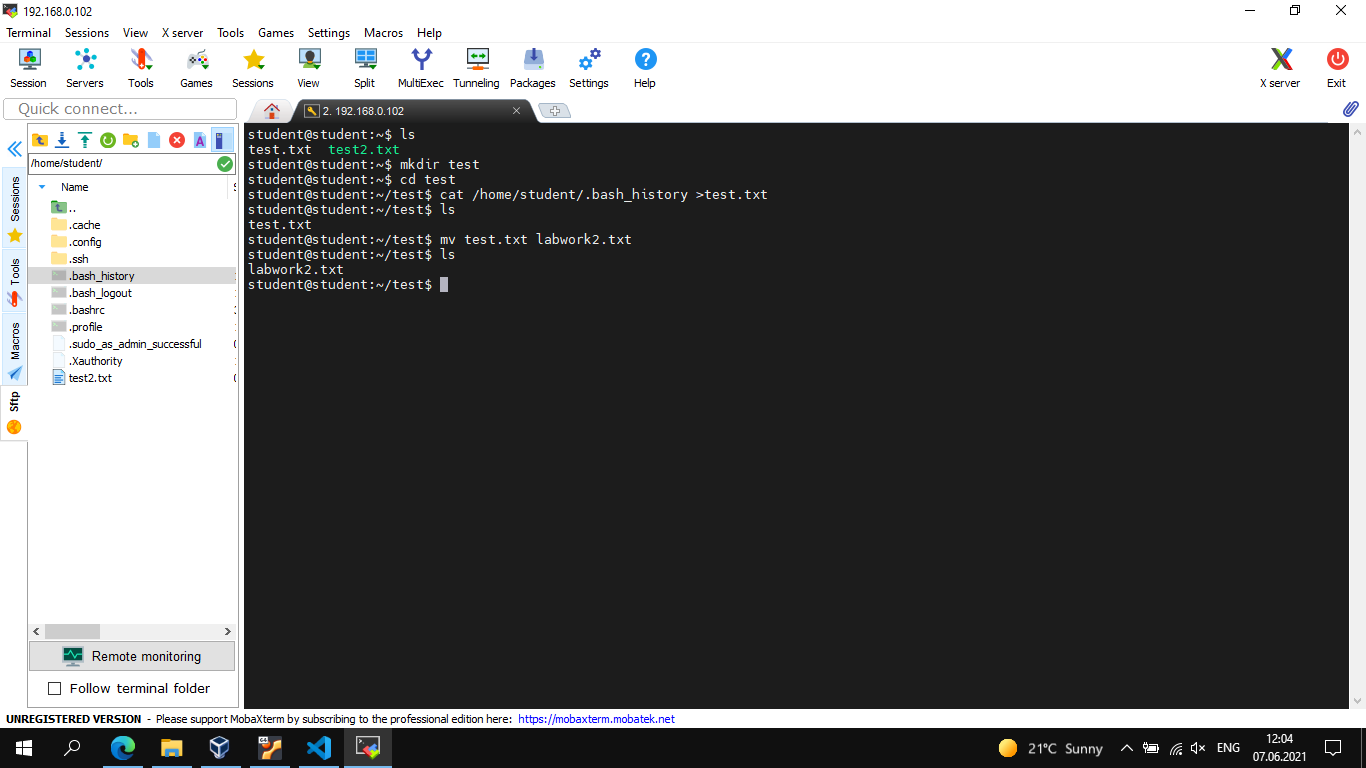 192.168.0.102
Terminal Sessions View X server Tools Games Settings Macros Help
Session Servers Tools Games Sessions View Split MultiExec Tunneling Packages Settings Help X server Exit
Quick connect...
2. 192.168.0.102
/home/student/
Name
..
.cache
.config
.ssh
.bash_history
.bash_logout
.bashrc
.profile
.sudo_as_admin_successful
.Xauthority
test2.txt
Sessions
Tools
Macros
Sftp
student@student:~$ ls
test.txt  test2.txt
student@student:~$ mkdir test
student@student:~$ cd test
student@student:~/test$ cat /home/student/.bash_history >test.txt
student@student:~/test$ ls
test.txt
student@student:~/test$ mv test.txt labwork2.txt
student@student:~/test$ ls
labwork2.txt
student@student:~/test$
Remote monitoring
Follow terminal folder
UNREGISTERED VERSION - Please support MobaXterm by subscribing to the professional edition here: https://mobaxterm.mobatek.net
64
21°C Sunny
ENG
12:04
07.06.2021